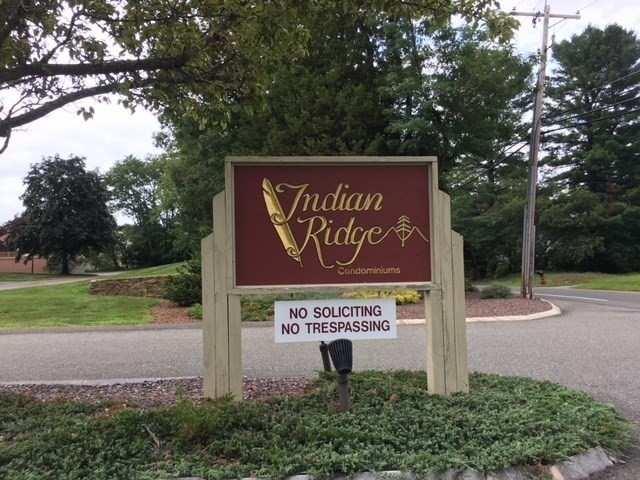 Indian
Ridge
Condominiums
NO SOLICITING
NO TRESPASSING